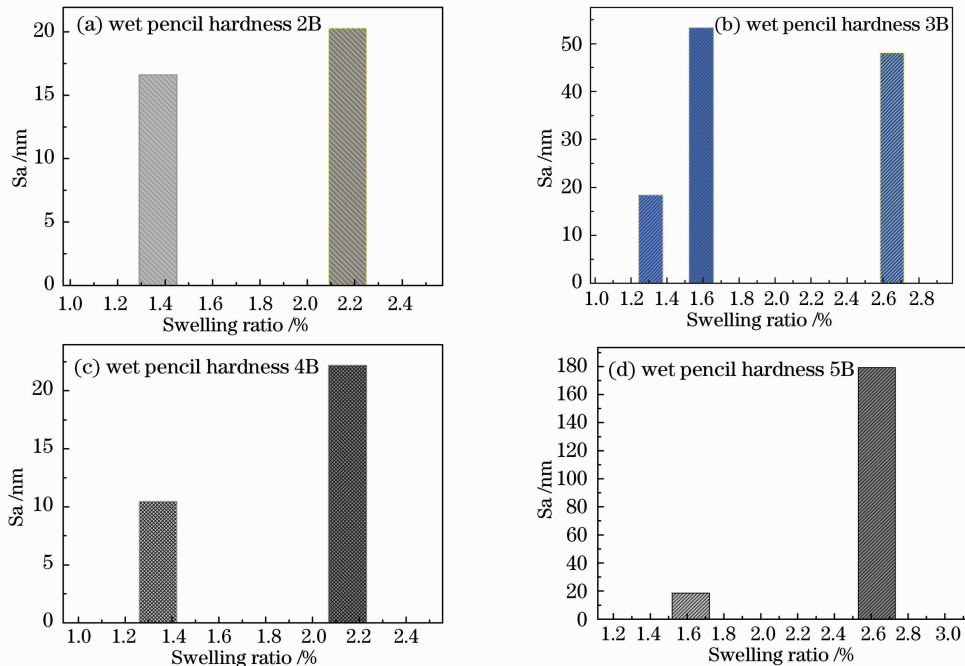 (a) wet pencil hardness 2B
20
15
10
5
0
Sa /nm
1.0 1.2 1.4 1.6 1.8 2.0 2.2 2.4
Swelling ratio /%
(b) wet pencil hardness 3B
50
40
30
20
10
0
Sa /nm
1.0 1.2 1.4 1.6 1.8 2.0 2.2 2.4 2.6 2.8
Swelling ratio /%
(c) wet pencil hardness 4B
20
15
10
5
0
Sa /nm
1.0 1.2 1.4 1.6 1.8 2.0 2.2 2.4
Swelling ratio /%
(d) wet pencil hardness 5B
180
160
140
120
100
80
60
40
20
0
Sa /nm
1.2 1.4 1.6 1.8 2.0 2.2 2.4 2.6 2.8 3.0
Swelling ratio /%